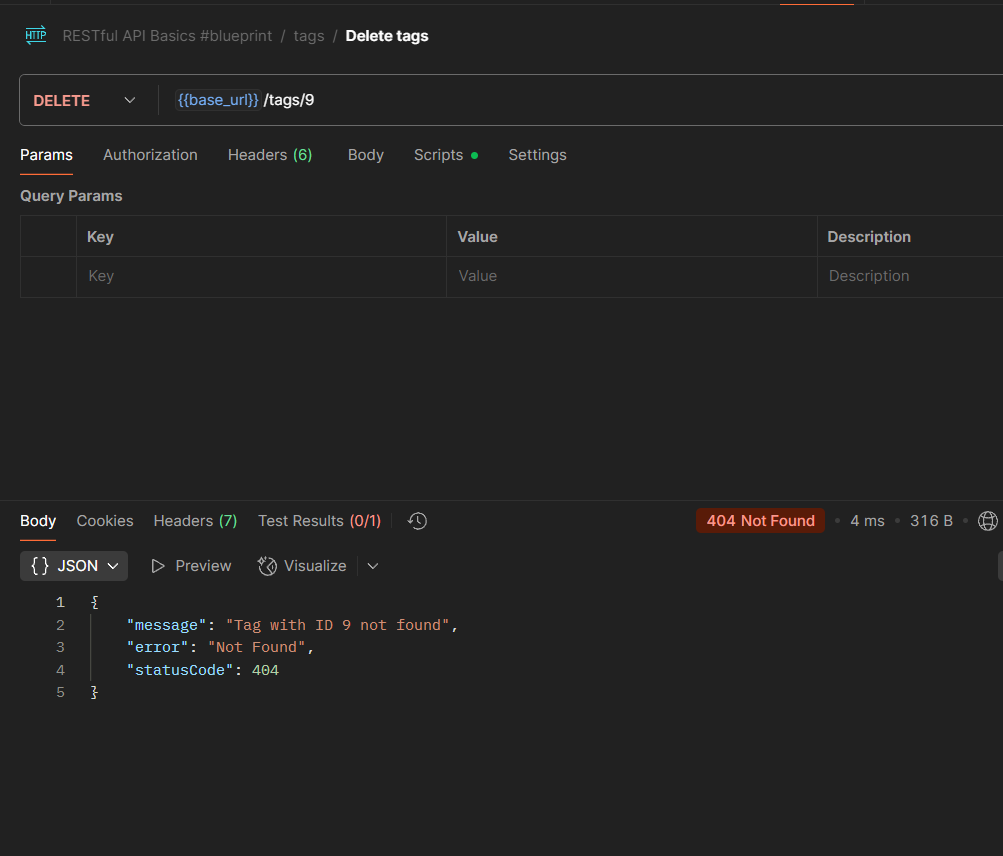 HTTP RESTful API Basics #blueprint / tags / Delete tags
DELETE {{base_url}} /tags/9
Params Authorization Headers (6) Body Scripts Settings
Query Params
Key Value Description
Key Value Description
Body Cookies Headers (7) Test Results (0/1) 404 Not Found • 4 ms • 316 B •
{} JSON Preview Visualize
1 {
2 "message": "Tag with ID 9 not found",
3 "error": "Not Found",
4 "statusCode": 404
5 }